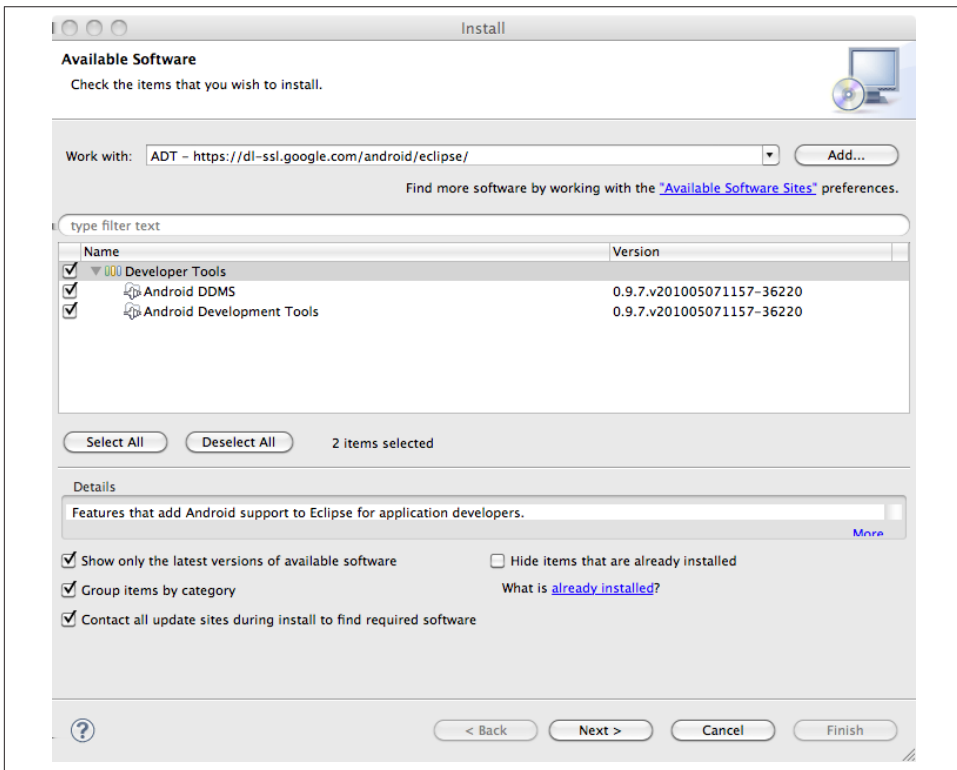 Install
Available Software
Check the items that you wish to install.
Work with: ADT - https://dl-ssl.google.com/android/eclipse/ Add...
Find more software by working with the "Available Software Sites" preferences.
type filter text
Name Version
Developer Tools
Android DDMS 0.9.7.v201005071157-36220
Android Development Tools 0.9.7.v201005071157-36220
Select All Deselect All 2 items selected
Details
Features that add Android support to Eclipse for application developers.
More
Show only the latest versions of available software Hide items that are already installed
Group items by category What is already installed?
Contact all update sites during install to find required software
? < Back Next > Cancel Finish